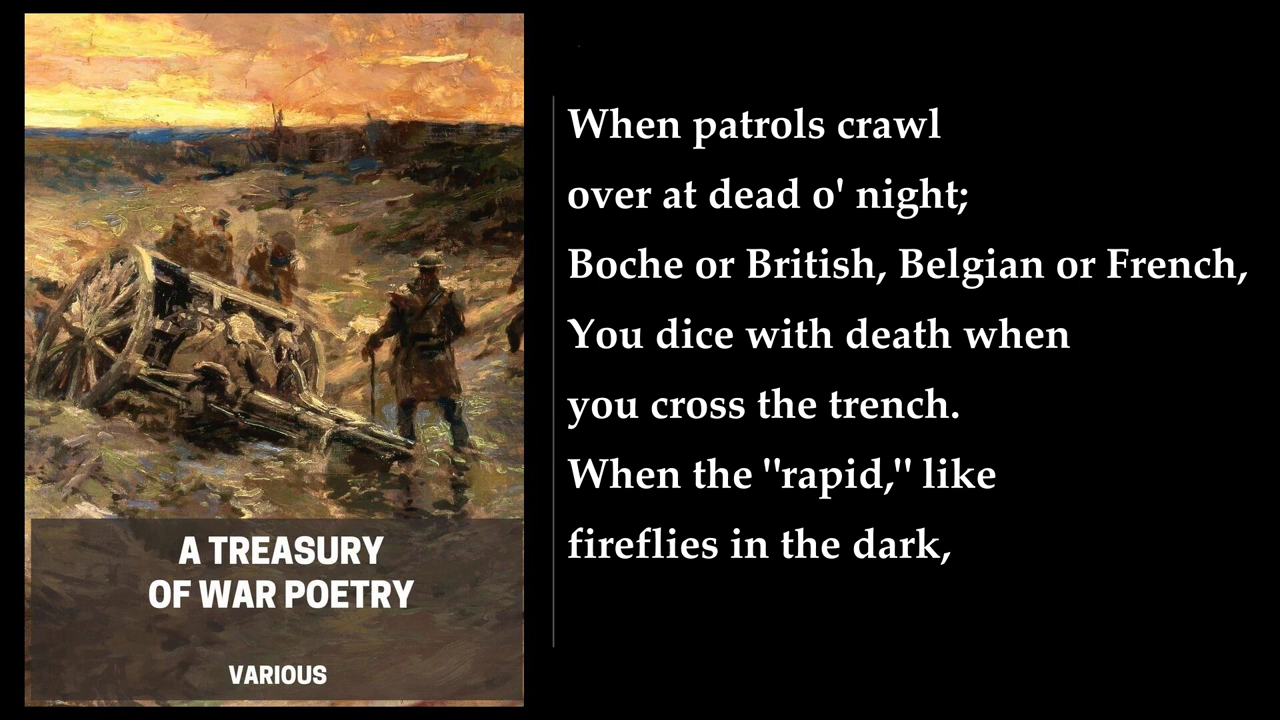 A TREASURY
OF WAR POETRY
VARIOUS
When patrols crawl
over at dead o' night;
Boche or British, Belgian or French,
You dice with death when
you cross the trench.
When the "rapid," like
fireflies in the dark,